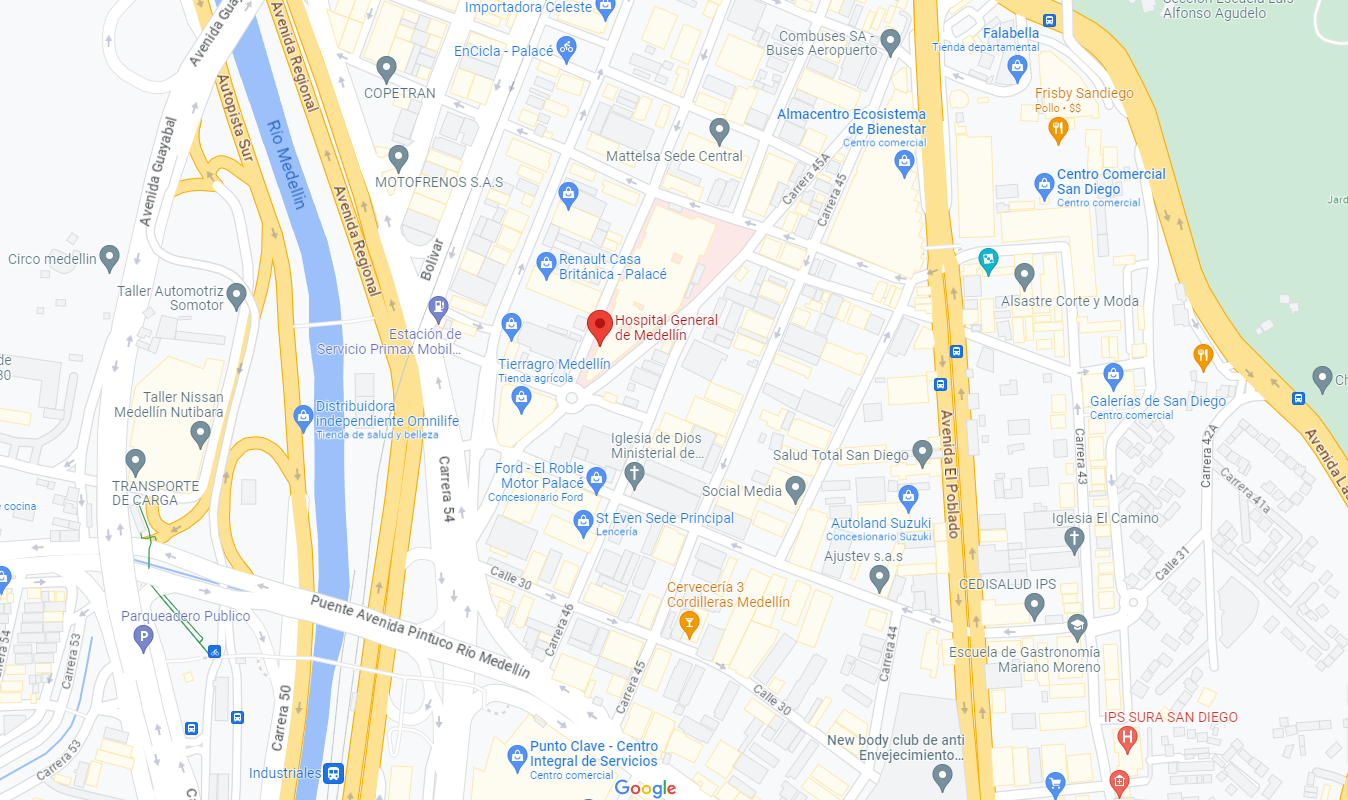 Importadora Celeste
Sección Escuela Luis
Alfonso Agudelo
Avenida Guayabal
Avenida Regional
EnCicla - Palacé
Combuses SA -
Buses Aeropuerto
Falabella
Tienda departamental
COPETRAN
Autopista Sur
Frisby Sandiego
Pollo • $$
Almacentro Ecosistema
de Bienestar
Centro comercial
Río Medellín
Avenida Guayabal
Mattelsa Sede Central
MOTOFRENOS S.A.S
Carrera 45A
Carrera 45
Centro Comercial
San Diego
Centro comercial
Jard
Avenida Regional
Bolívar
Circo medellin
Renault Casa
Británica - Palacé
Taller Automotriz
Somotor
Alsastre Corte y Moda
Hospital General
de Medellín
Estación de
Servicio Primax Mobil...
Tierragro Medellín
Tienda agrícola
de
80
Ch
Taller Nissan
Medellín Nutibara
Distribuidora
independiente Omnilife
Tienda de salud y belleza
Galerías de San Diego
Centro comercial
Iglesia de Dios
Ministerial de...
Avenida El Poblado
Carrera 43
Carrera 42A
Carrera 41a
Avenida Las
Salud Total San Diego
Ford - El Roble
Motor Palacé
Concesionario Ford
Carrera 54
TRANSPORTE
DE CARGA
Social Media
e cocina
St Even Sede Principal
Lencería
Autoland Suzuki
Concesionario Suzuki
Iglesia El Camino
Ajustev s.a.s
Calle 31
Calle 30
Cervecería 3
Cordilleras Medellín
CEDISALUD IPS
Puente Avenida Pintuco Río Medellín
Parqueadero Publico
Carrera 46
Carrera 44
Escuela de Gastronomía
Mariano Moreno
Carrera 54
Carrera 53
Carrera 45
Calle 30
Carrera 50
IPS SURA SAN DIEGO
New body club de anti
Envejecimiento...
Punto Clave - Centro
Integral de Servicios
Centro comercial
Carrera 53
Industriales
Google